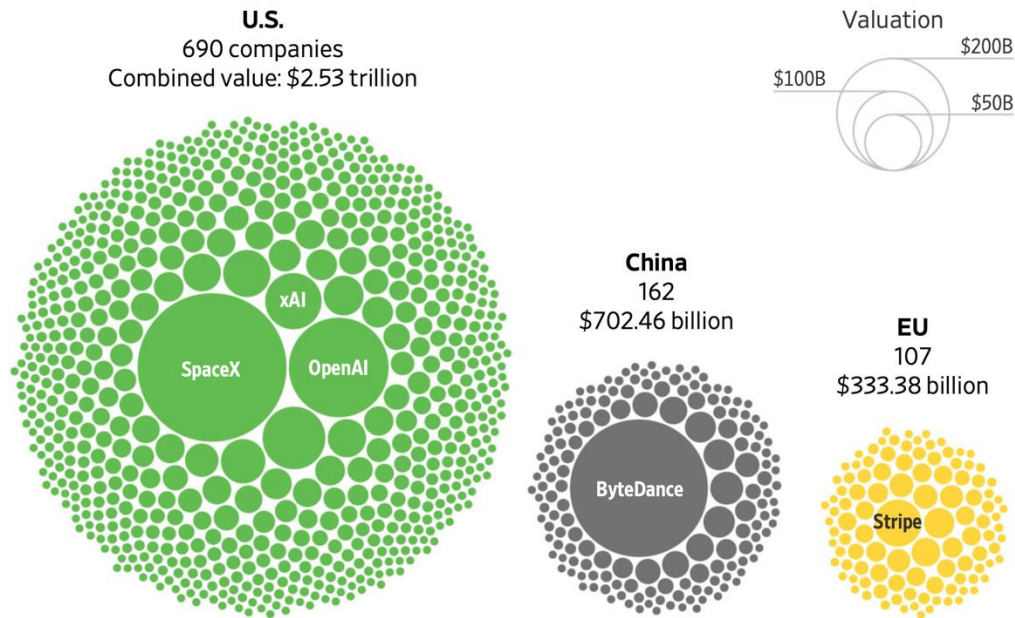 U.S.
690 companies
Combined value: $2.53 trillion
Valuation
$200B
$100B
$50B
xAI
SpaceX
OpenAI
China
162
$702.46 billion
ByteDance
EU
107
$333.38 billion
Stripe